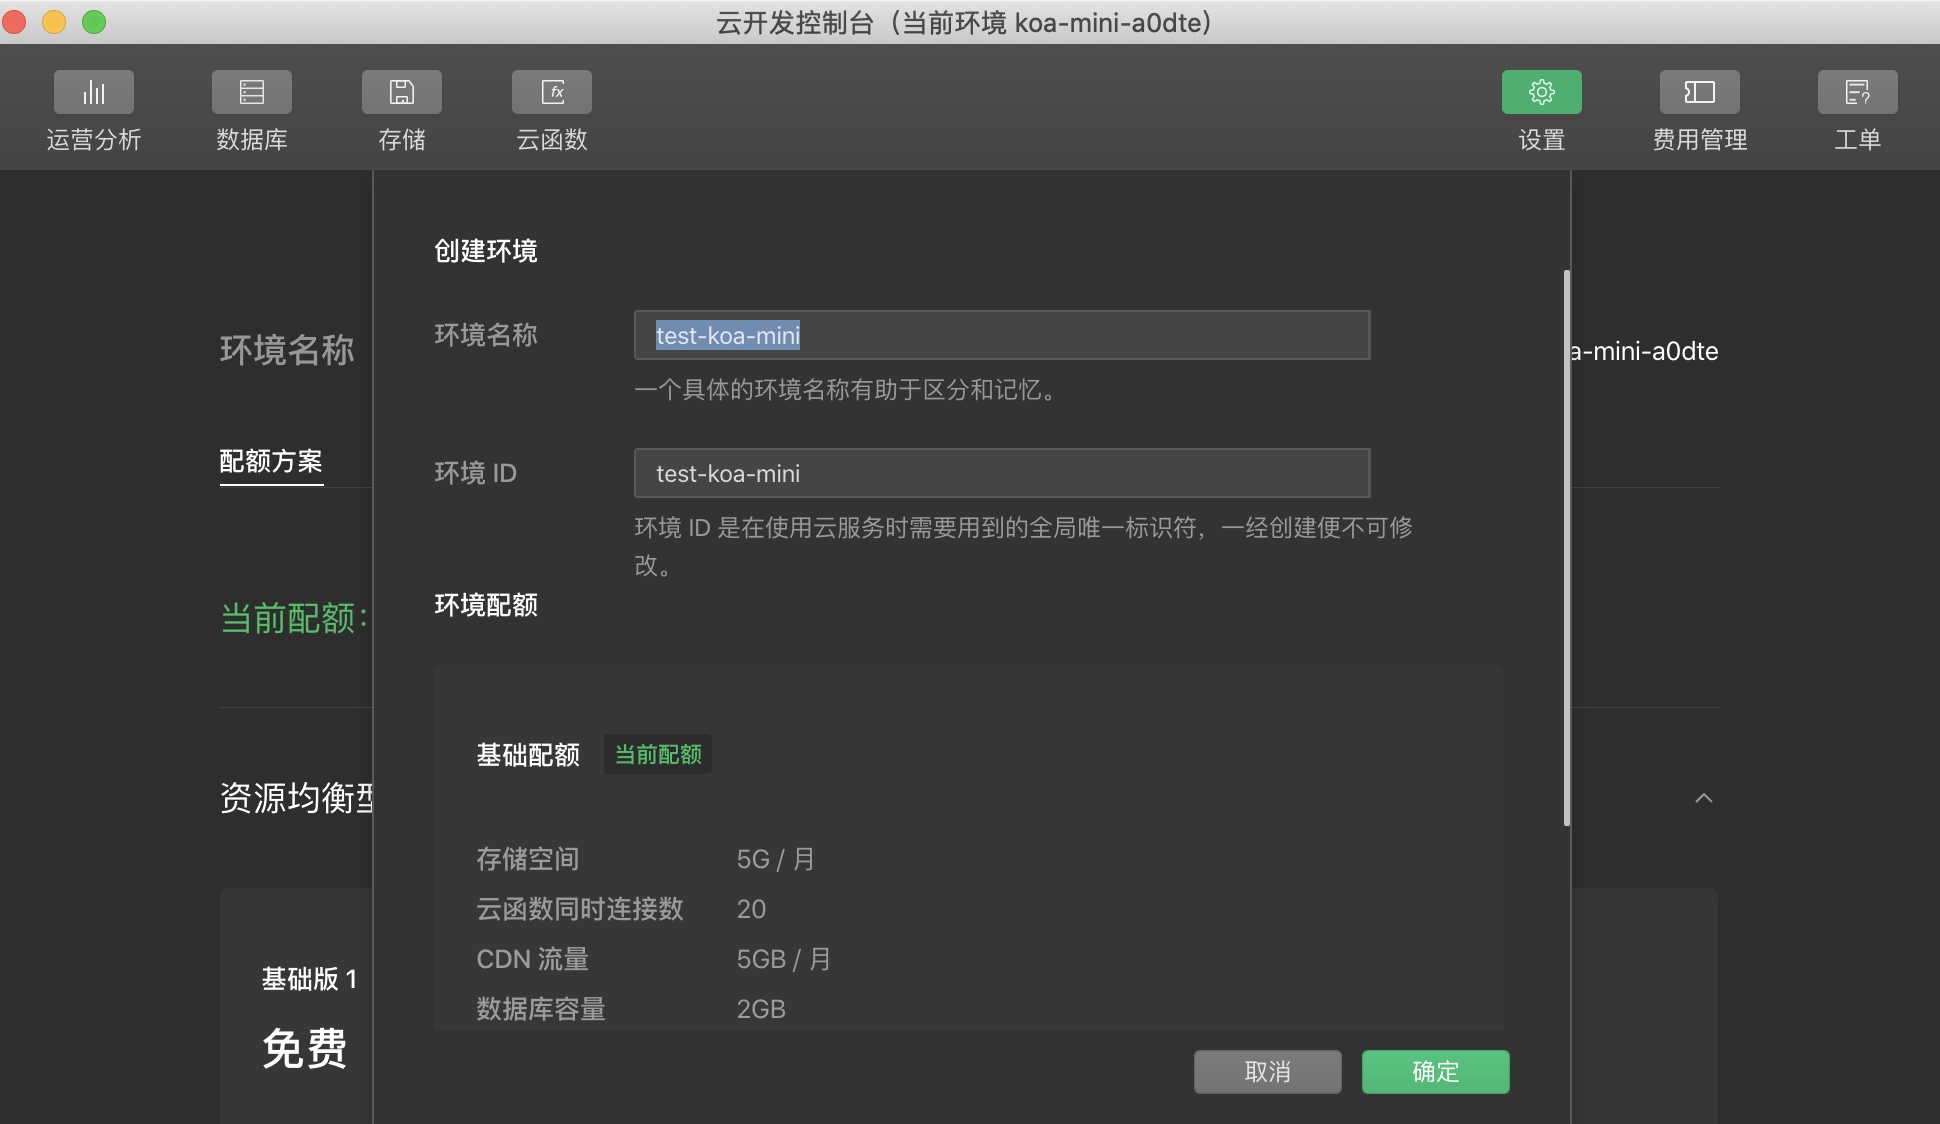 云开发控制台（当前环境 koa-mini-a0dte）
运营分析
数据库
存储
fx
云函数
设置
费用管理
工单
环境名称
a-mini-a0dte
配额方案
当前配额：
资源均衡型
基础版 1
免费
创建环境
环境名称
test-koa-mini
一个具体的环境名称有助于区分和记忆。
环境 ID
test-koa-mini
环境 ID 是在使用云服务时需要用到的全局唯一标识符，一经创建便不可修
改。
环境配额
基础配额
当前配额
存储空间 5G / 月
云函数同时连接数 20
CDN 流量 5GB / 月
数据库容量 2GB
取消
确定